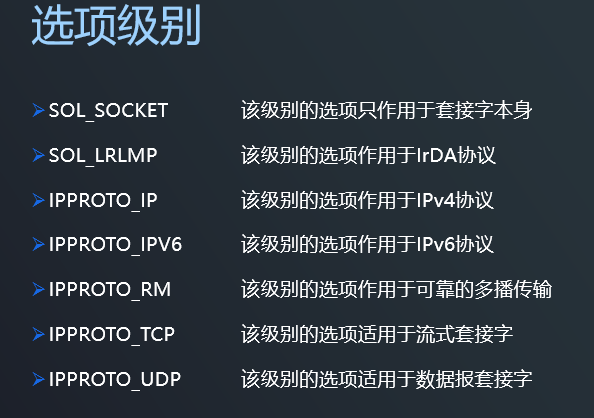 选项级别
SOL_SOCKET 该级别的选项只作用于套接字本身
SOL_LRLMP 该级别的选项作用于IrDA协议
IPPROTO_IP 该级别的选项作用于IPv4协议
IPPROTO_IPV6 该级别的选项作用于IPv6协议
IPPROTO_RM 该级别的选项作用于可靠的多播传输
IPPROTO_TCP 该级别的选项适用于流式套接字
IPPROTO_UDP 该级别的选项适用于数据报套接字